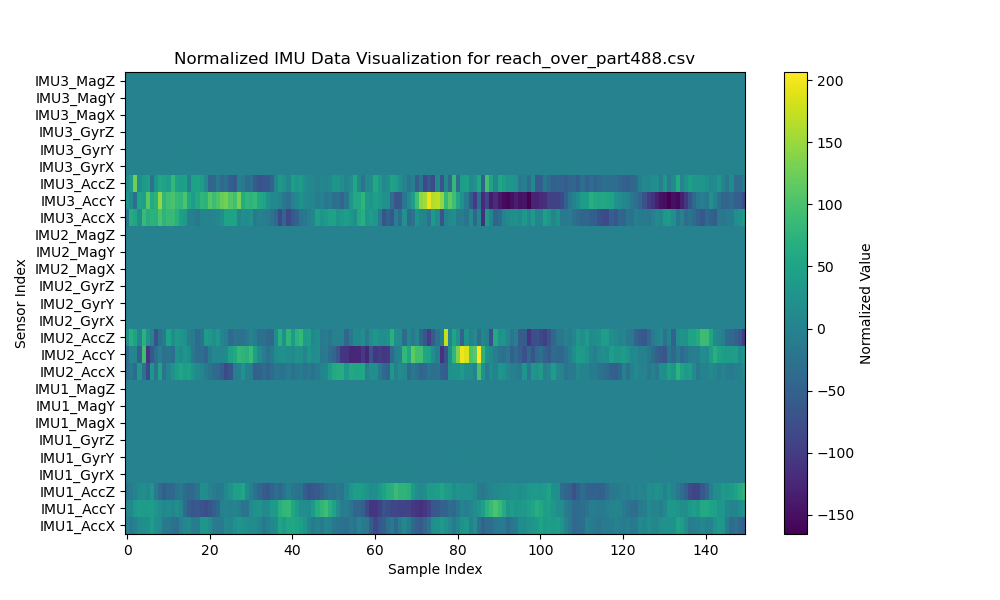 Normalized IMU Data Visualization for reach_over_part488.csv
IMU3_MagZ
IMU3_MagY
IMU3_MagX
IMU3_GyrZ
IMU3_GyrY
IMU3_GyrX
IMU3_AccZ
IMU3_AccY
IMU3_AccX
IMU2_MagZ
IMU2_MagY
IMU2_MagX
IMU2_GyrZ
IMU2_GyrY
IMU2_GyrX
IMU2_AccZ
IMU2_AccY
IMU2_AccX
IMU1_MagZ
IMU1_MagY
IMU1_MagX
IMU1_GyrZ
IMU1_GyrY
IMU1_GyrX
IMU1_AccZ
IMU1_AccY
IMU1_AccX
Sensor Index
0 20 40 60 80 100 120 140
Sample Index
200
150
100
50
0
−50
−100
−150
Normalized Value